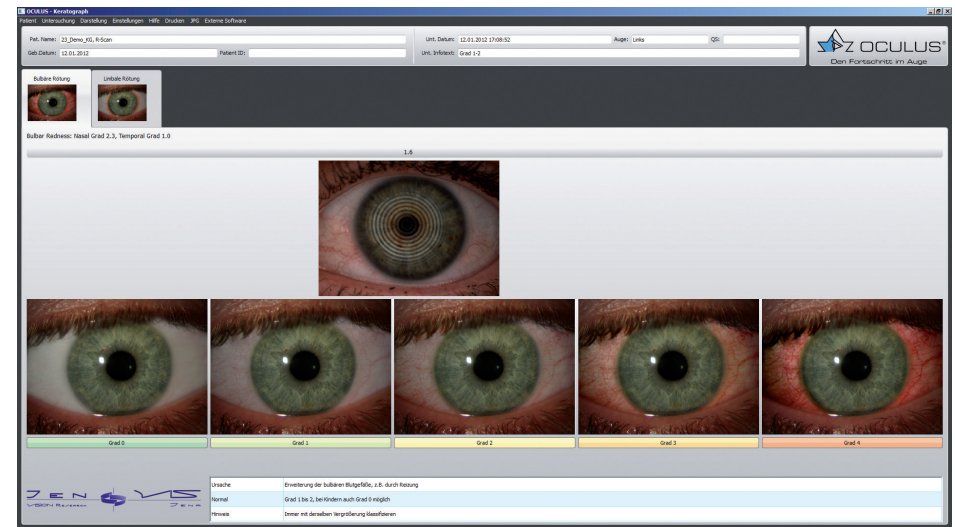 OCULUS - Keratograph
Patient Untersuchung Darstellung Einstellungen Hilfe Drucken JPG Externe Software
Pat. Name: 23_Demo_KG, R-Scan
Unt. Datum: 12.01.2012 17:08:52 Auge: Links QS:
Geb.Datum: 12.01.2012 Patient ID:
Unt. Infotext: Grad 1-2
OCULUS®
Den Fortschritt im Auge
Bulbäre Rötung Limbale Rötung
Bulbar Redness: Nasal Grad 2.3, Temporal Grad 1.0
1.6
Grad 0 Grad 1 Grad 2 Grad 3 Grad 4
JENVIS
VISION Research Jena
Ursache Erweiterung der bulbären Blutgefäße, z.B. durch Reizung
Normal Grad 1 bis 2, bei Kindern auch Grad 0 möglich
Hinweis Immer mit derselben Vergrößerung klassifizieren